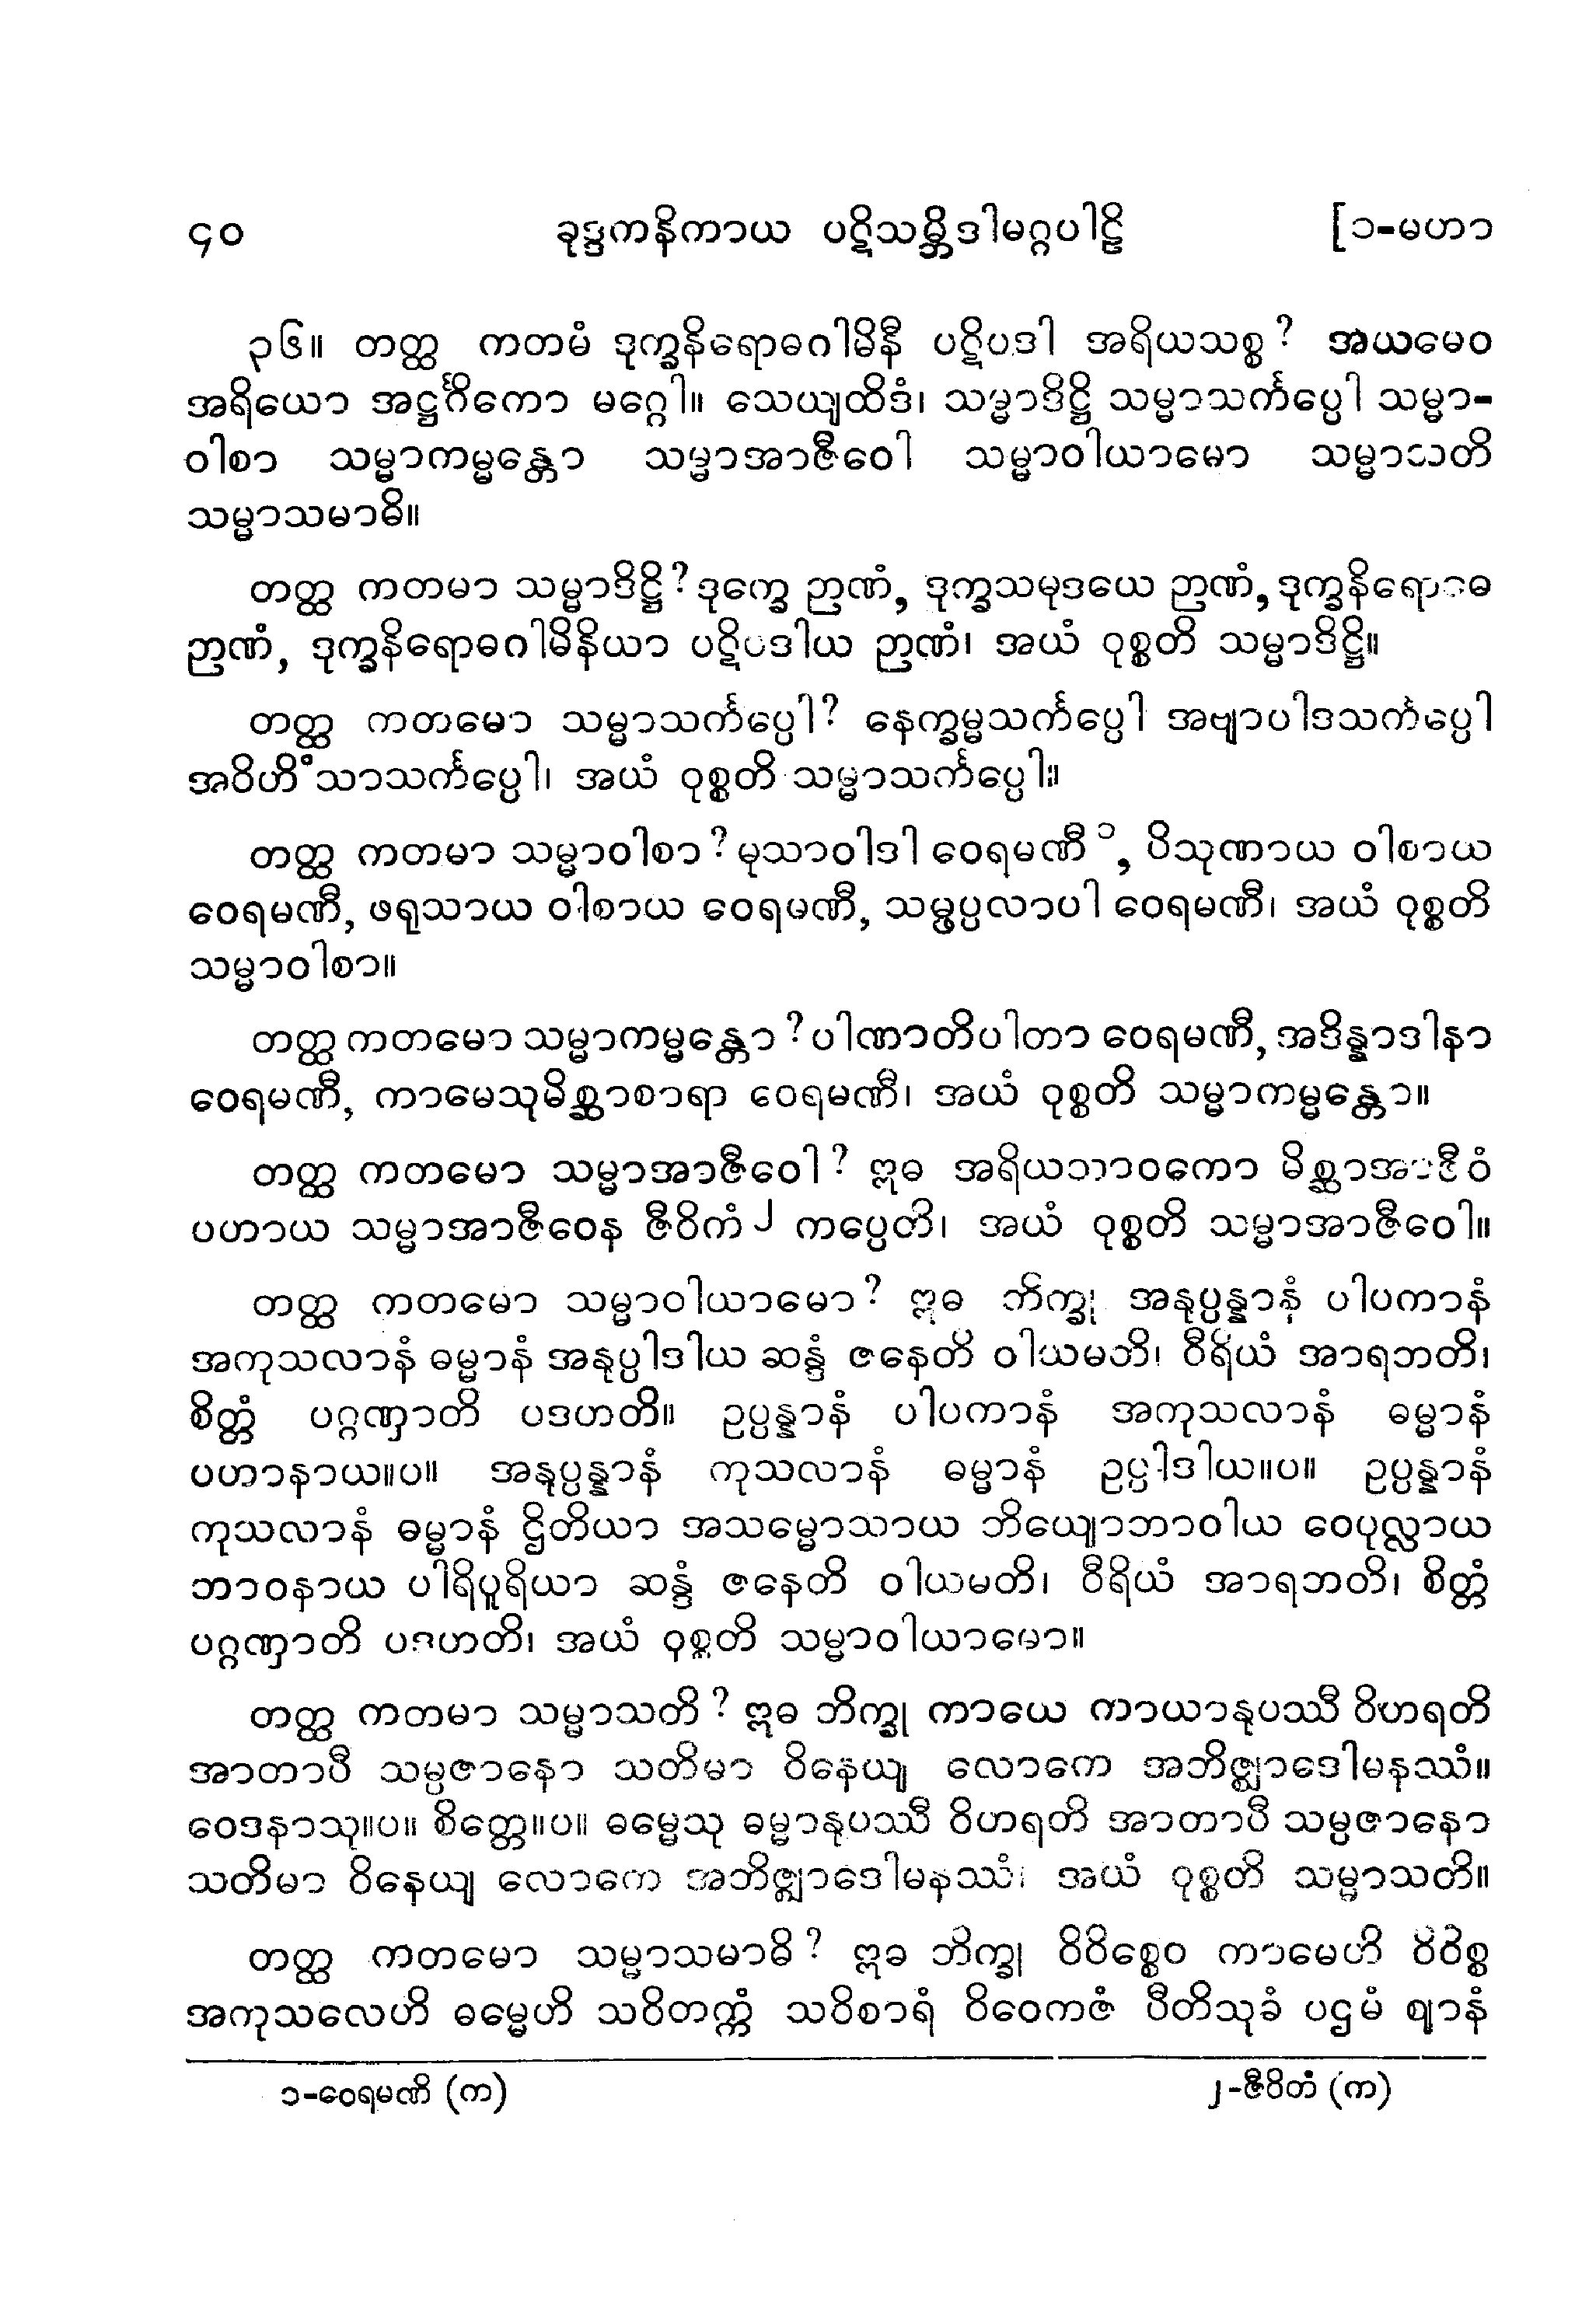 ၄၀ ခုဒ္ဒကနိကာယ ပဋိသမ္ဘိဒါမဂ္ဂပါဠိ [၁-မဟာ
၃၆။ တတ္ထ ကတမံ ဒုက္ခနိရောဓဂါမိနီ ပဋိပဒါ အရိယသစ္စ? အယမေဝ
အရိယော အဋ္ဌင်္ဂိကော မဂ္ဂေါ။ သေယျထိဒံ၊ သမ္မာဒိဋ္ဌိ သမ္မာသင်္ကပ္ပေါ သမ္မာ-
ဝါစာ သမ္မာကမ္မန္တော သမ္မာအာဇီဝေါ သမ္မာဝါယာမော သမ္မာသတိ
သမ္မာသမာဓိ။
တတ္ထ ကတမာ သမ္မာဒိဋ္ဌိ? ဒုက္ခေ ဉာဏံ, ဒုက္ခသမုဒယေ ဉာဏံ, ဒုက္ခနိရောဓေ
ဉာဏံ, ဒုက္ခနိရောဓဂါမိနိယာ ပဋိပဒါယ ဉာဏံ၊ အယံ ဝုစ္စတိ သမ္မာဒိဋ္ဌိ။
တတ္ထ ကတမော သမ္မာသင်္ကပ္ပေါ? နေက္ခမ္မသင်္ကပ္ပေါ အဗျာပါဒသင်္ကပ္ပေါ
အဝိဟိံသာသင်္ကပ္ပေါ၊ အယံ ဝုစ္စတိ သမ္မာသင်္ကပ္ပေါ။
တတ္ထ ကတမာ သမ္မာဝါစာ? မုသာဝါဒါ ဝေရမဏီ ၁, ပိသုဏာယ ဝါစာယ
ဝေရမဏီ, ဖရုသာယ ဝါစာယ ဝေရမဏီ, သမ္ဖပ္ပလာပါ ဝေရမဏီ၊ အယံ ဝုစ္စတိ
သမ္မာဝါစာ။
တတ္ထ ကတမော သမ္မာကမ္မန္တော? ပါဏာတိပါတာ ဝေရမဏီ, အဒိန္နာဒါနာ
ဝေရမဏီ, ကာမေသုမိစ္ဆာစာရာ ဝေရမဏီ၊ အယံ ဝုစ္စတိ သမ္မာကမ္မန္တော။
တတ္ထ ကတမော သမ္မာအာဇီဝေါ? ဣဓ အရိယသာဝကော မိစ္ဆာအာဇီဝံ
ပဟာယ သမ္မာအာဇီဝေန ဇီဝိကံ ၂ ကပ္ပေတိ၊ အယံ ဝုစ္စတိ သမ္မာအာဇီဝေါ။
တတ္ထ ကတမော သမ္မာဝါယာမော? ဣဓ ဘိက္ခု အနုပ္ပန္နာနံ ပါပကာနံ
အကုသလာနံ ဓမ္မာနံ အနုပ္ပါဒါယ ဆန္ဒံ ဇနေတိ ဝါယမတိ၊ ဝီရိယံ အာရဘတိ၊
စိတ္တံ ပဂ္ဂဏှာတိ ပဒဟတိ။ ဥပ္ပန္နာနံ ပါပကာနံ အကုသလာနံ ဓမ္မာနံ
ပဟာနာယ။ပ။ အနုပ္ပန္နာနံ ကုသလာနံ ဓမ္မာနံ ဥပ္ပါဒါယ။ပ။ ဥပ္ပန္နာနံ
ကုသလာနံ ဓမ္မာနံ ဌိတိယာ အသမ္မောသာယ ဘိယျောဘာဝါယ ဝေပုလ္လာယ
ဘာဝနာယ ပါရိပူရိယာ ဆန္ဒံ ဇနေတိ ဝါယမတိ၊ ဝီရိယံ အာရဘတိ၊ စိတ္တံ
ပဂ္ဂဏှာတိ ပဒဟတိ၊ အယံ ဝုစ္စတိ သမ္မာဝါယာမော။
တတ္ထ ကတမာ သမ္မာသတိ? ဣဓ ဘိက္ခု ကာယေ ကာယာနုပဿီ ဝိဟရတိ
အာတာပီ သမ္ပဇာနော သတိမာ ဝိနေယျ လောကေ အဘိဇ္ဈာဒေါမနဿံ။
ဝေဒနာသု။ပ။ စိတ္တေ။ပ။ ဓမ္မေသု ဓမ္မာနုပဿီ ဝိဟရတိ အာတာပီ သမ္ပဇာနော
သတိမာ ဝိနေယျ လောကေ အဘိဇ္ဈာဒေါမနဿံ၊ အယံ ဝုစ္စတိ သမ္မာသတိ။
တတ္ထ ကတမော သမ္မာသမာဓိ? ဣဓ ဘိက္ခု ဝိဝိစ္စေဝ ကာမေဟိ ဝိဝိစ္စ
အကုသလေဟိ ဓမ္မေဟိ သဝိတက္ကံ သဝိစာရံ ဝိဝေကဇံ ပီတိသုခံ ပဌမံ ဈာနံ
၁-ဝေရမဏိ (က) ၂-ဇီဝိတံ (က)